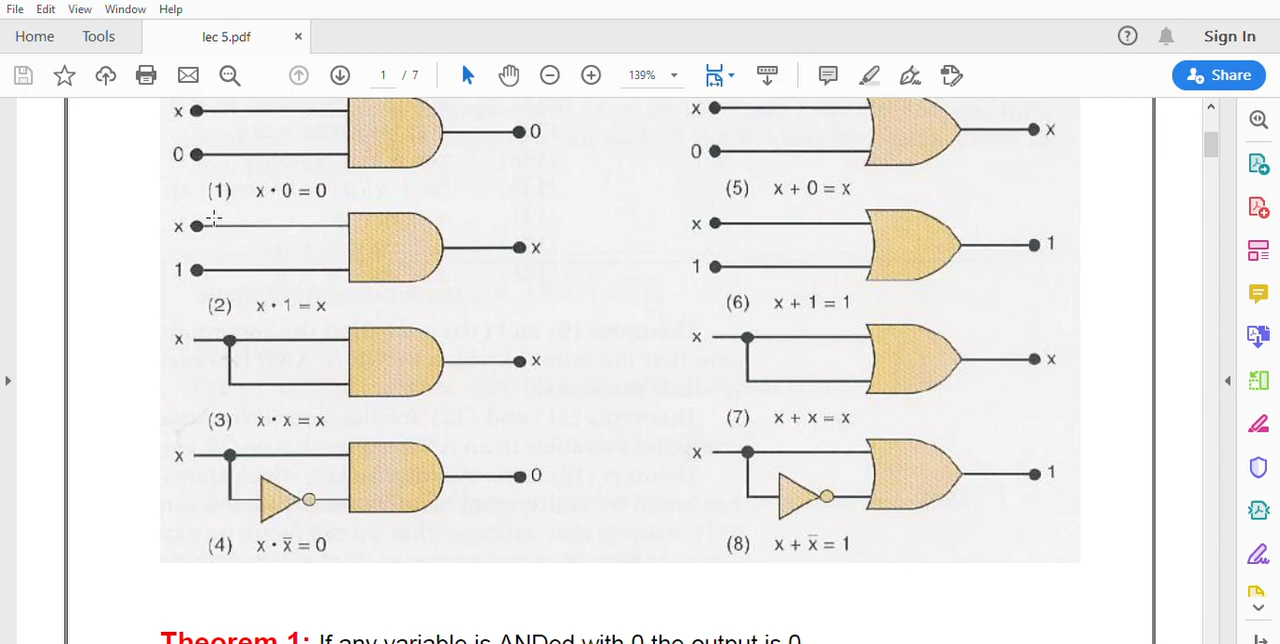 File Edit View Window Help
Home Tools lec 5.pdf × ? Sign In
1 / 7 139% Share
x 0 x x
0 0
(1) x · 0 = 0 (5) x + 0 = x
x x x 1
1 1
(2) x · 1 = x (6) x + 1 = 1
x x x x
(3) x · x = x (7) x + x = x
x 0 x 1
(4) x · x̄ = 0 (8) x + x̄ = 1
Theorem 1: If any variable is ANDed with 0 the output is 0